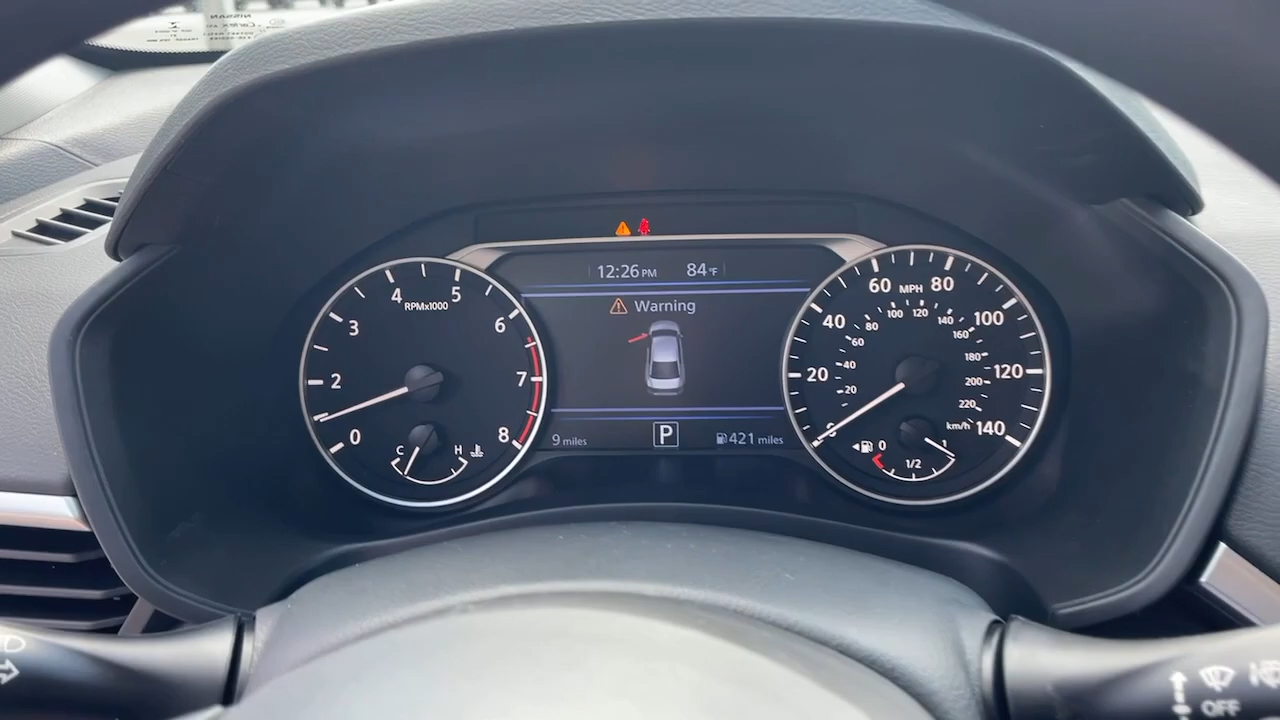 NISSAN
12:26 PM 84°F
Warning
4 5
RPMx1000
3 6
2 7
1
0 8
C H
60 MPH 80
40 100
20 120
0 140
20
40
60
80
100
120
140
160
180
200
220
km/h
0 1/2 1
9 miles
P
421 miles
OFF